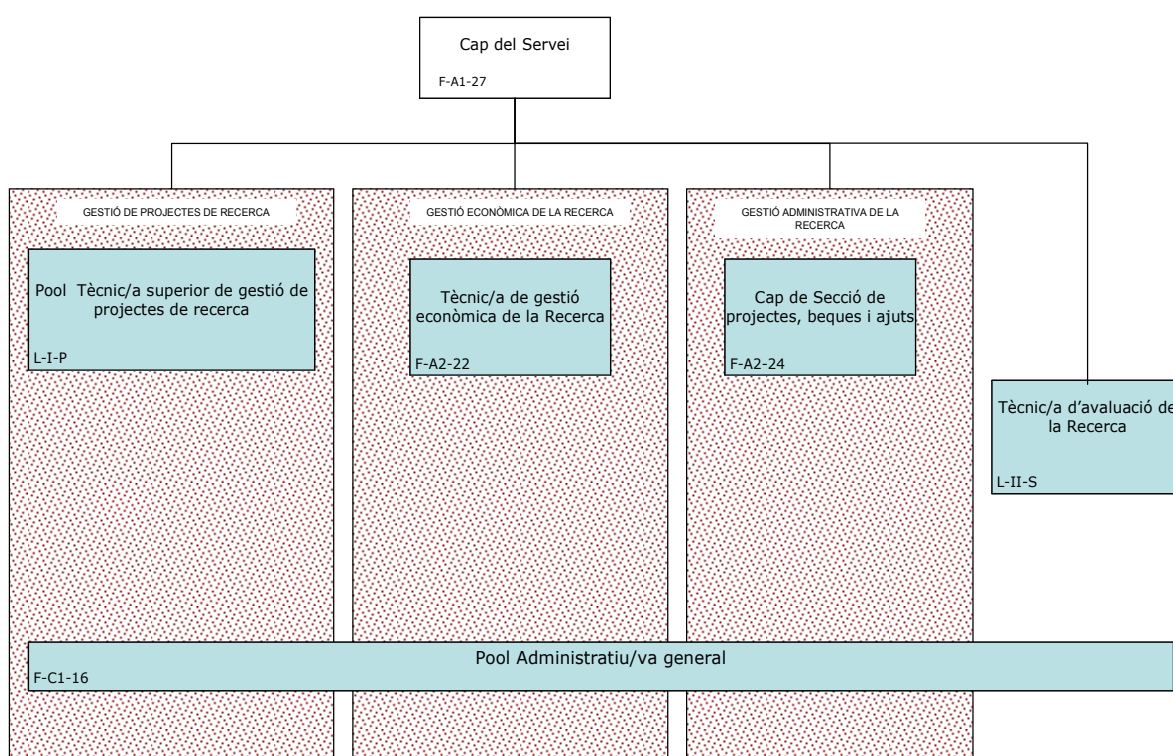 Cap del Servei
F-A1-27
GESTIÓ DE PROJECTES DE RECERCA
Pool  Tècnic/a superior de gestió de
projectes de recerca
L-I-P
GESTIÓ ECONÒMICA DE LA RECERCA
Tècnic/a de gestió
econòmica de la Recerca
F-A2-22
GESTIÓ ADMINISTRATIVA DE LA
RECERCA
Cap de Secció de
projectes, beques i ajuts
F-A2-24
Tècnic/a d’avaluació de
la Recerca
L-II-S
Pool Administratiu/va general
F-C1-16